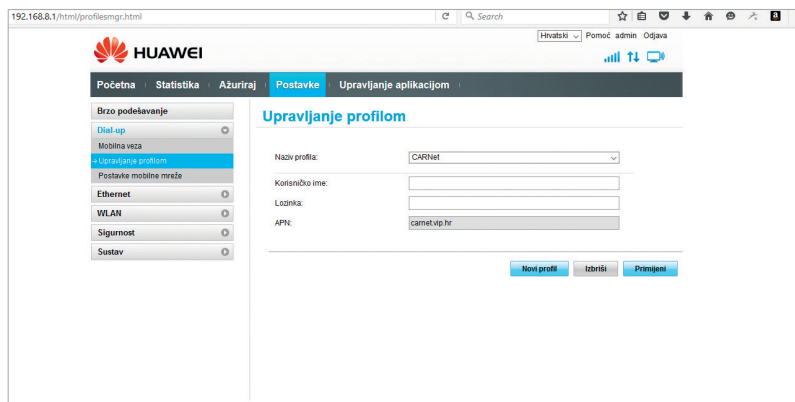 192.168.8.1/html/profilesmgr.html
Search
Hrvatski Pomoć admin Odjava
HUAWEI
Početna Statistika Ažuriraj Postavke Upravljanje aplikacijom
Brzo podešavanje
Dial-up
Mobilna veza
Upravljanje profilom
Postavke mobilne mreže
Ethernet
WLAN
Sigurnost
Sustav
Upravljanje profilom
Naziv profila: CARNet
Korisničko ime:
Lozinka:
APN: carnet.vip.hr
Novi profil Izbriši Primijeni